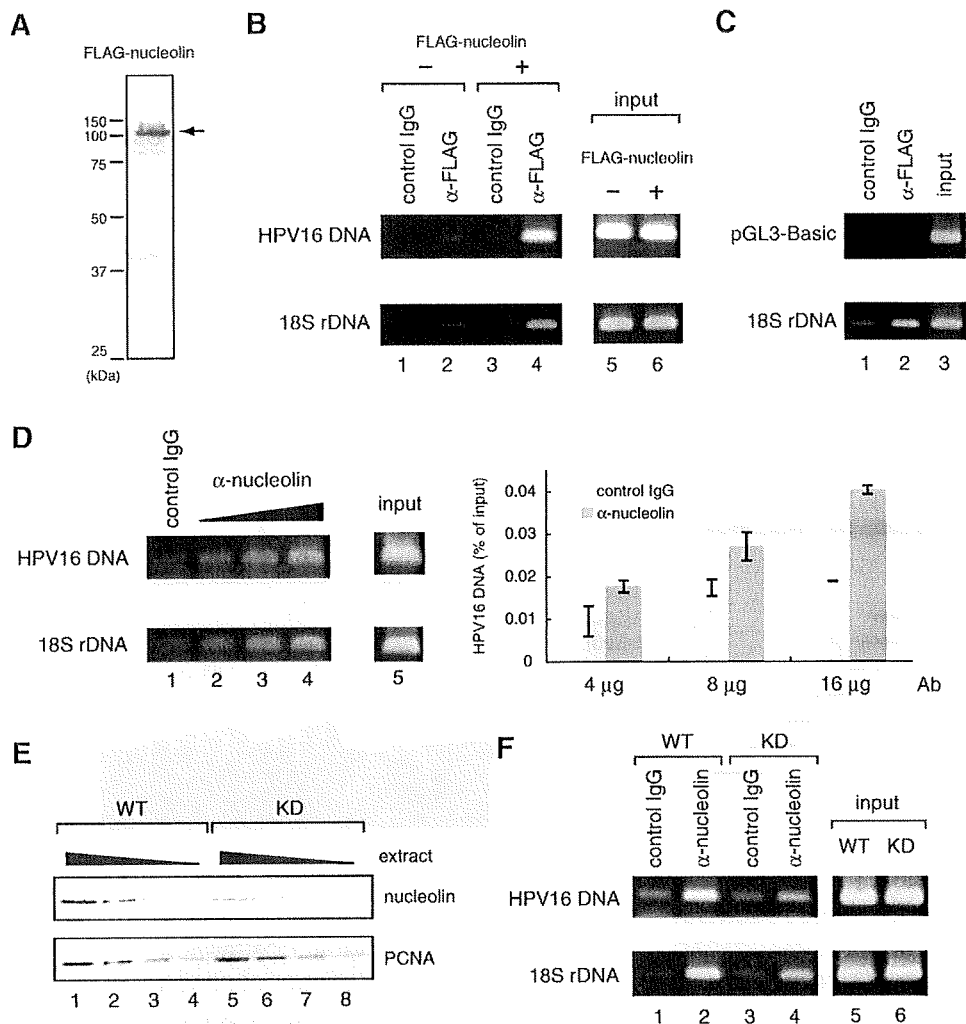 A
FLAG-nucleolin
150
100
75
50
37
25
(kDa)
B
FLAG-nucleolin
− +
control IgG
α-FLAG
control IgG
α-FLAG
input
FLAG-nucleolin
− +
HPV16 DNA
18S rDNA
1 2 3 4 5 6
C
control IgG
α-FLAG
input
pGL3-Basic
18S rDNA
1 2 3
D
control IgG
α-nucleolin
input
HPV16 DNA
18S rDNA
1 2 3 4 5
HPV16 DNA (% of input)
0.04
0.03
0.02
0.01
0
control IgG
α-nucleolin
4 μg 8 μg 16 μg Ab
E
WT KD
extract
nucleolin
PCNA
1 2 3 4 5 6 7 8
F
WT KD
control IgG
α-nucleolin
control IgG
α-nucleolin
input
WT KD
HPV16 DNA
18S rDNA
1 2 3 4 5 6